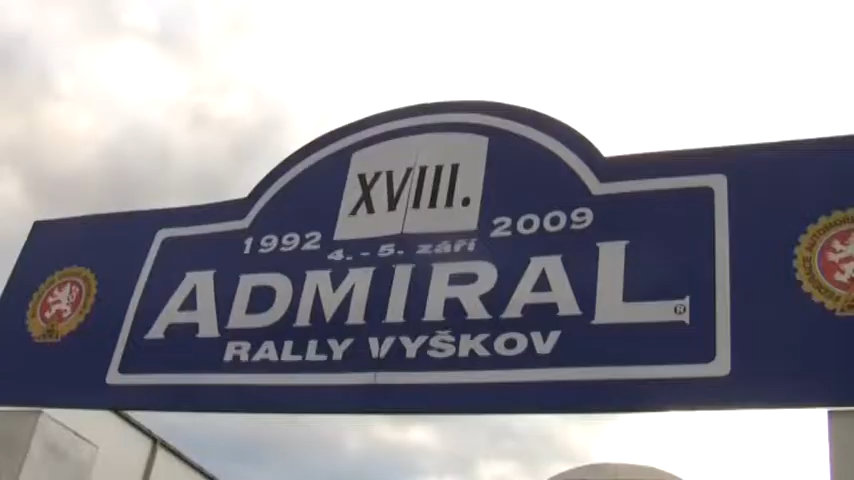 XVIII.
1992 2009
4. - 5. září
ADMIRAL®
RALLY VYŠKOV